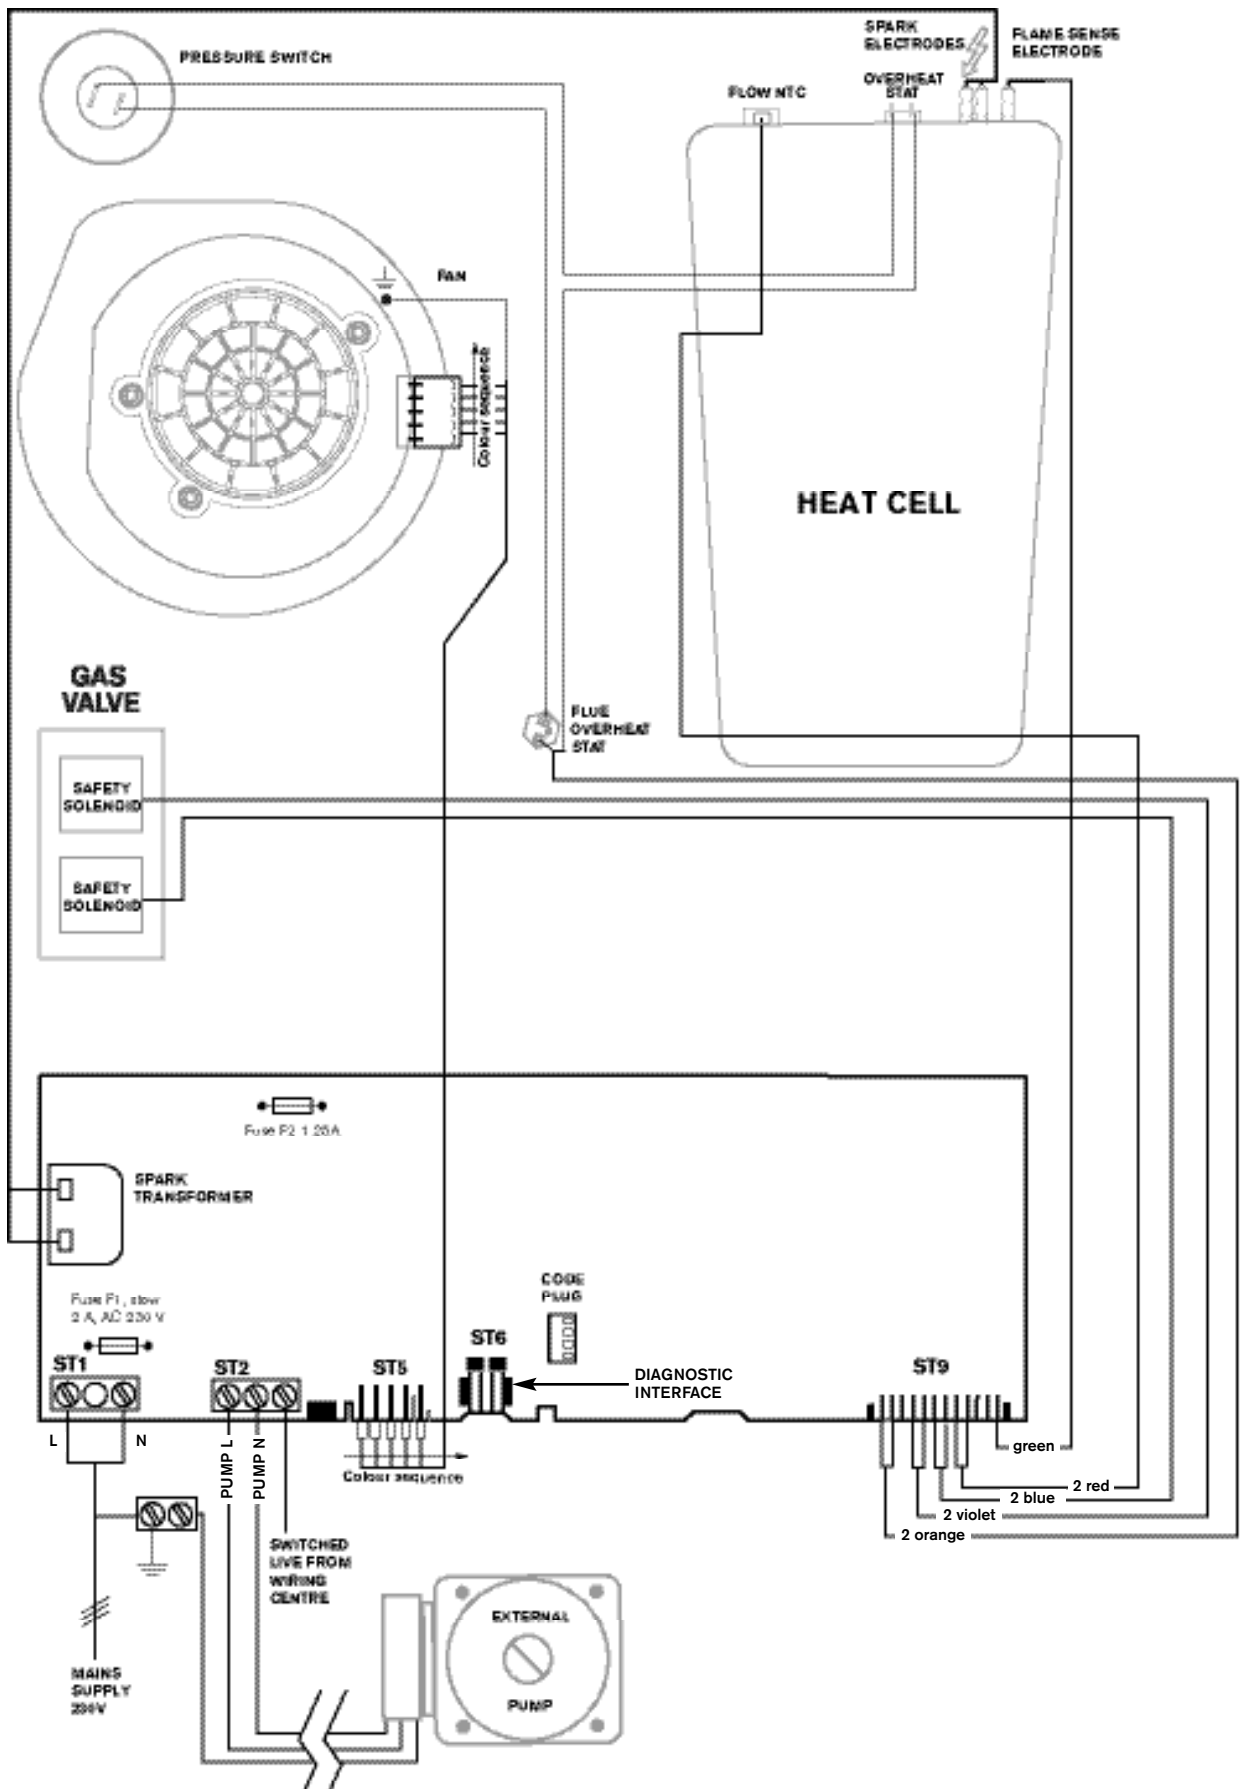 PRESSURE SWITCH
SPARK
ELECTRODES
FLAME SENSE
ELECTRODE
OVERHEAT
STAT
FLOW NTC
FAN
Colour sequence
HEAT CELL
GAS
VALVE
FLUE
OVERHEAT
STAT
SAFETY
SOLENOID
SAFETY
SOLENOID
Fuse F2 1.25A
SPARK
TRANSFORMER
CODE
PLUG
Fuse F1, slow
2 A, AC 230 V
ST1
ST2
ST5
ST6
DIAGNOSTIC
INTERFACE
ST9
L
N
PUMP L
PUMP N
Colour sequence
green
2 red
2 blue
2 violet
2 orange
SWITCHED
LIVE FROM
WIRING
CENTRE
MAINS
SUPPLY
230V
EXTERNAL
PUMP